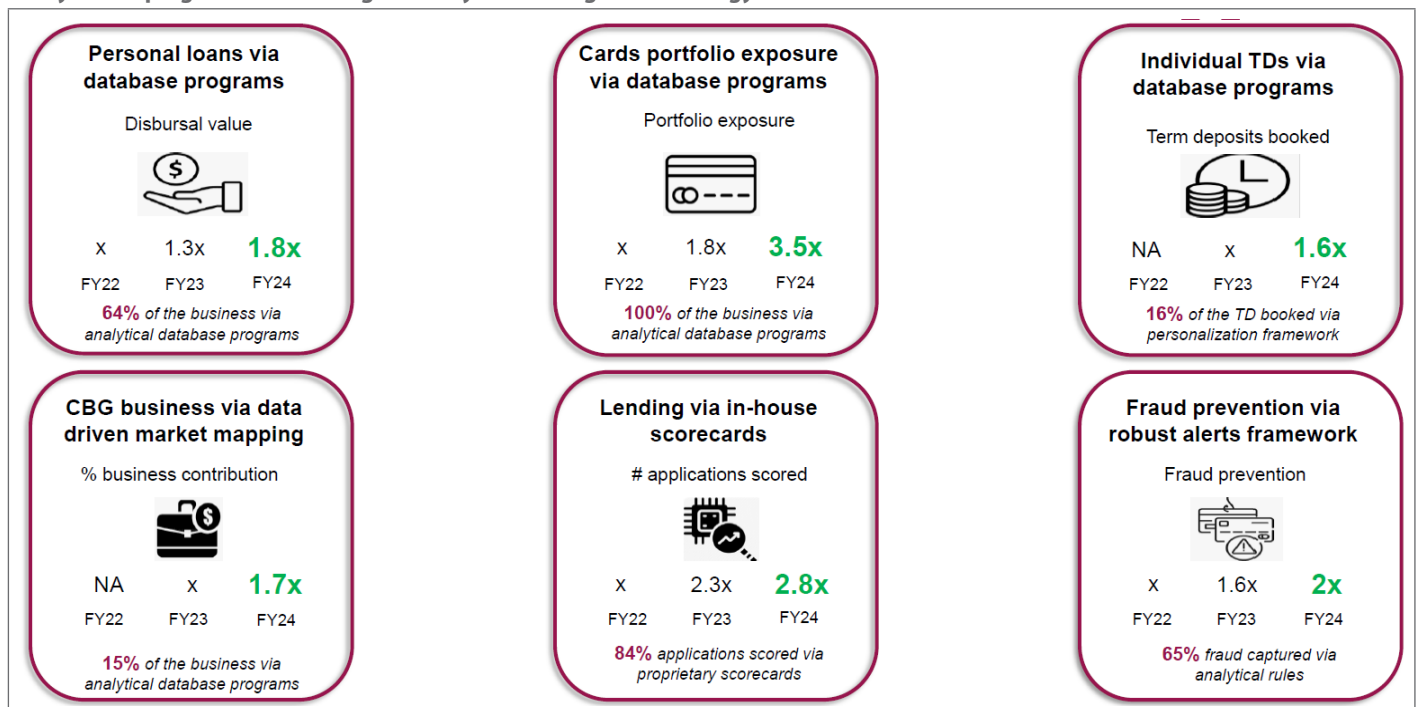 Personal loans via
database programs
Disbursal value
$
x 1.3x 1.8x
FY22 FY23 FY24
64% of the business via
analytical database programs
Cards portfolio exposure
via database programs
Portfolio exposure
x 1.8x 3.5x
FY22 FY23 FY24
100% of the business via
analytical database programs
Individual TDs via
database programs
Term deposits booked
NA x 1.6x
FY22 FY23 FY24
16% of the TD booked via
personalization framework
CBG business via data
driven market mapping
% business contribution
$
NA x 1.7x
FY22 FY23 FY24
15% of the business via
analytical database programs
Lending via in-house
scorecards
# applications scored
x 2.3x 2.8x
FY22 FY23 FY24
84% applications scored via
proprietary scorecards
Fraud prevention via
robust alerts framework
Fraud prevention
x 1.6x 2x
FY22 FY23 FY24
65% fraud captured via
analytical rules